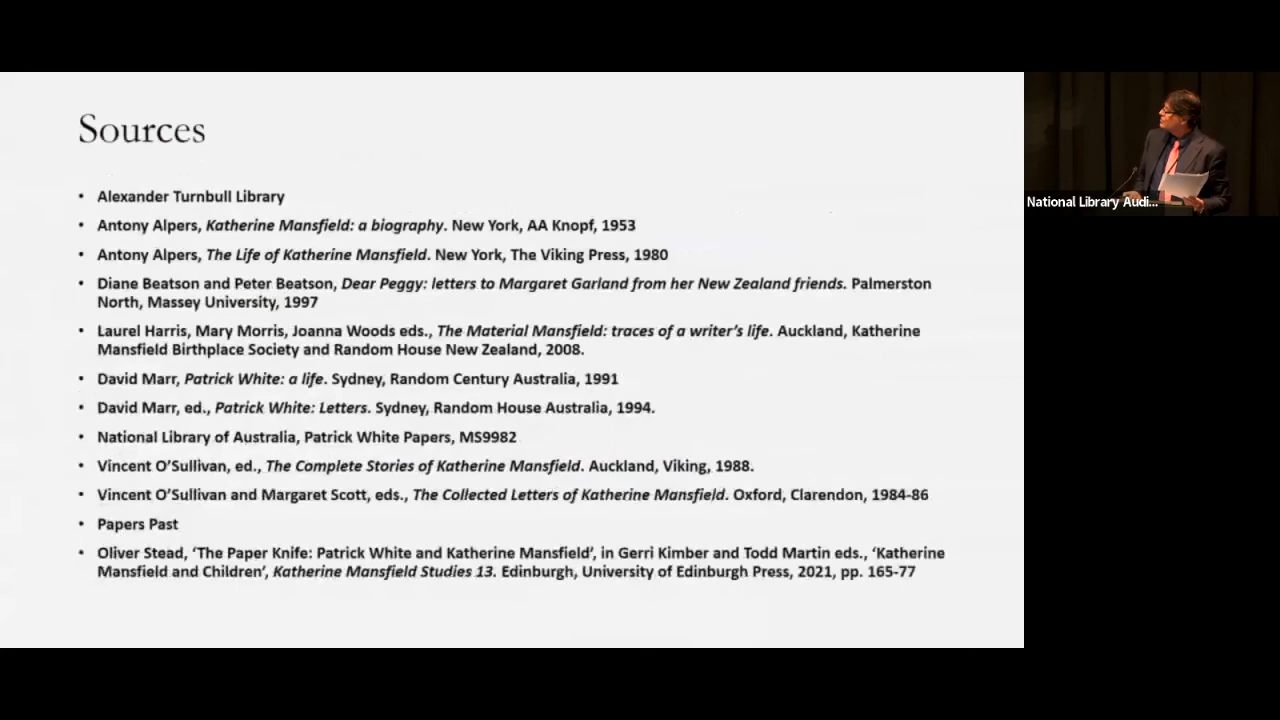 Sources
• Alexander Turnbull Library
• Antony Alpers, Katherine Mansfield: a biography. New York, AA Knopf, 1953
• Antony Alpers, The Life of Katherine Mansfield. New York, The Viking Press, 1980
• Diane Beatson and Peter Beatson, Dear Peggy: letters to Margaret Garland from her New Zealand friends. Palmerston
North, Massey University, 1997
• Laurel Harris, Mary Morris, Joanna Woods eds., The Material Mansfield: traces of a writer’s life. Auckland, Katherine
Mansfield Birthplace Society and Random House New Zealand, 2008.
• David Marr, Patrick White: a life. Sydney, Random Century Australia, 1991
• David Marr, ed., Patrick White: Letters. Sydney, Random House Australia, 1994.
• National Library of Australia, Patrick White Papers, MS9982
• Vincent O’Sullivan, ed., The Complete Stories of Katherine Mansfield. Auckland, Viking, 1988.
• Vincent O’Sullivan and Margaret Scott, eds., The Collected Letters of Katherine Mansfield. Oxford, Clarendon, 1984-86
• Papers Past
• Oliver Stead, ‘The Paper Knife: Patrick White and Katherine Mansfield’, in Gerri Kimber and Todd Martin eds., ‘Katherine
Mansfield and Children’, Katherine Mansfield Studies 13. Edinburgh, University of Edinburgh Press, 2021, pp. 165-77
National Library Audi...